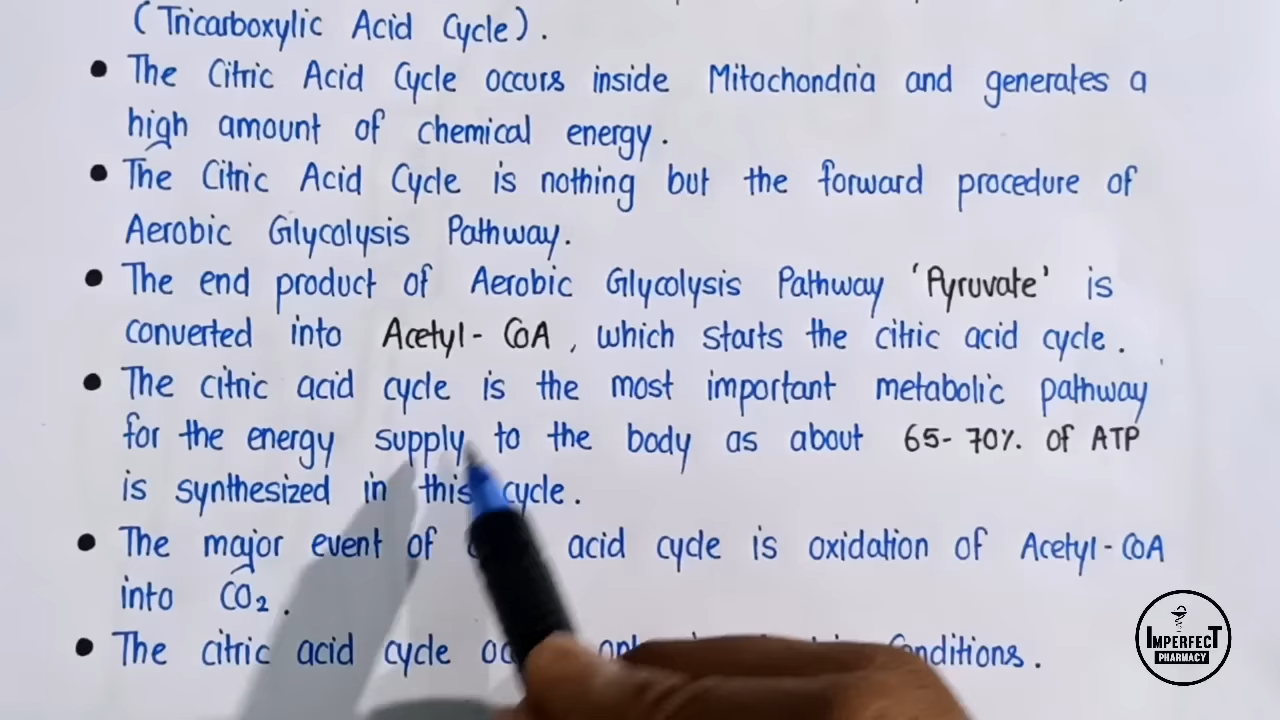 (Tricarboxylic Acid Cycle).
• The Citric Acid Cycle occurs inside Mitochondria and generates a
high amount of chemical energy.
• The Citric Acid Cycle is nothing but the forward procedure of
Aerobic Glycolysis Pathway.
• The end product of Aerobic Glycolysis Pathway 'Pyruvate' is
converted into Acetyl-CoA, which starts the citric acid cycle.
• The citric acid cycle is the most important metabolic pathway
for the energy supply to the body as about 65-70% of ATP
is synthesized in this cycle.
• The major event of acid cycle is oxidation of Acetyl-CoA
into CO₂.
• The citric acid cycle
IMPERFECT
PHARMACY